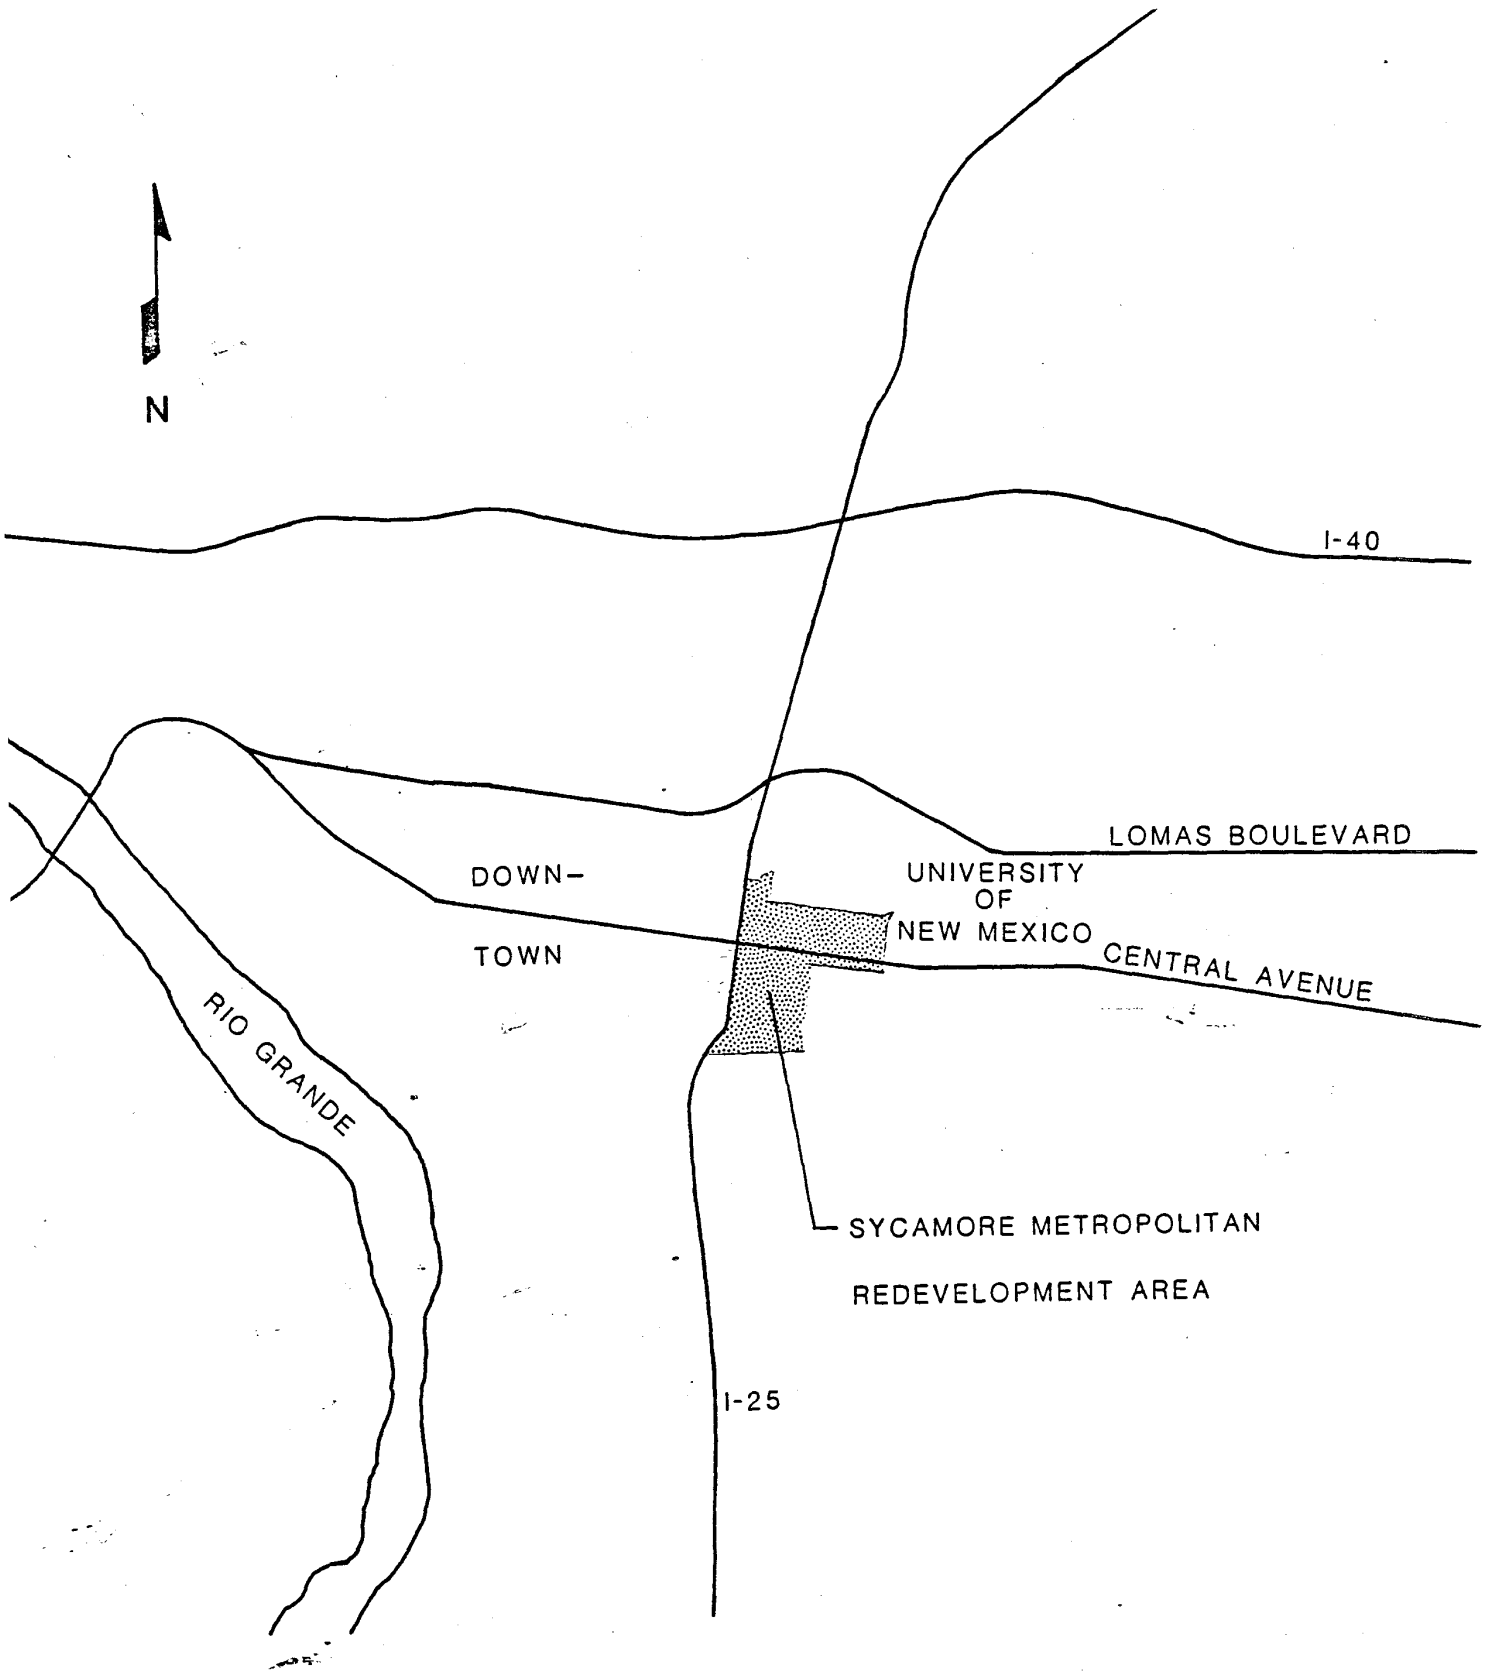 N
I-40
LOMAS BOULEVARD
DOWN-
TOWN
UNIVERSITY
OF
NEW MEXICO
CENTRAL AVENUE
RIO GRANDE
SYCAMORE METROPOLITAN
REDEVELOPMENT AREA
I-25